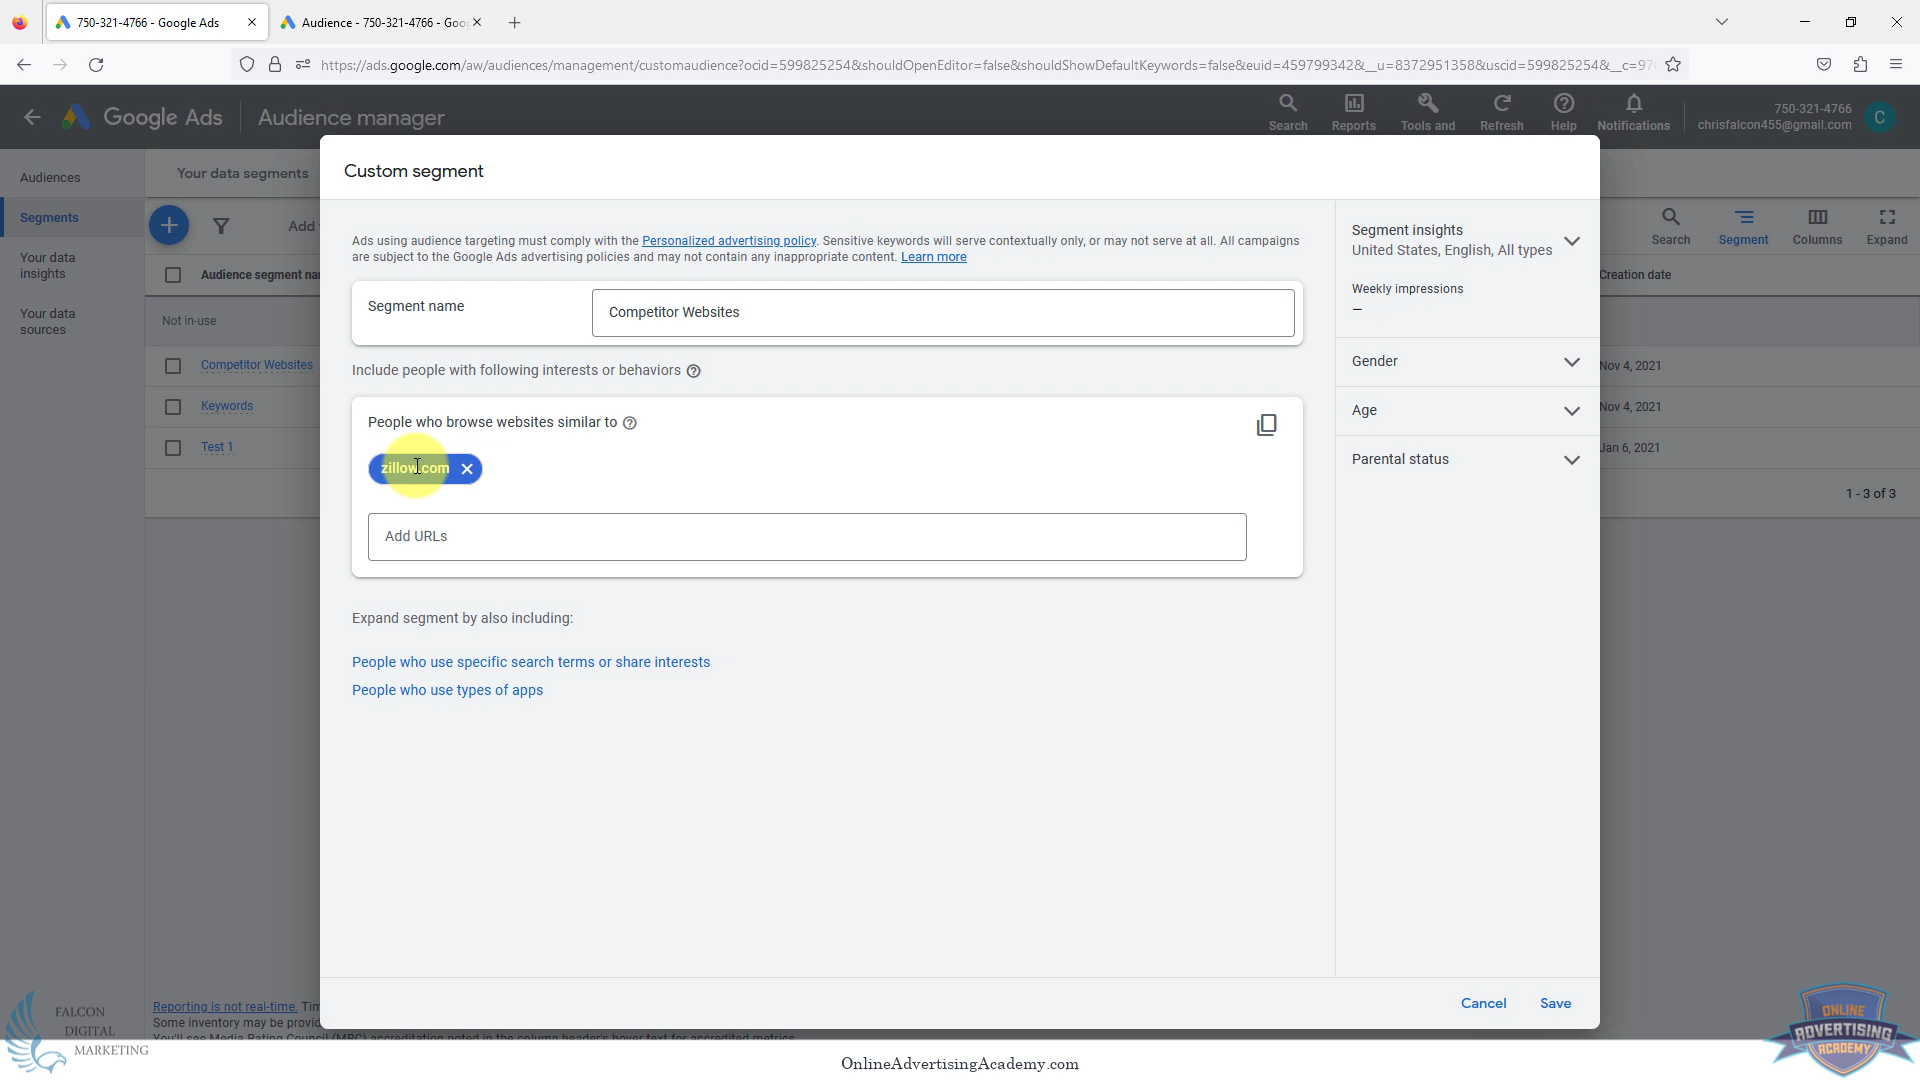 750-321-4766 - Google Ads
Audience - 750-321-4766 - Goo
https://ads.google.com/aw/audiences/management/customaudience?ocid=599825254&shouldOpenEditor=false&shouldShowDefaultKeywords=false&euid=459799342&__u=8372951358&uscid=599825254&__c=97
Google Ads
Audience manager
Search
Reports
Tools and
Refresh
Help
Notifications
750-321-4766
chrisfalcon455@gmail.com
C
Audiences
Segments
Your data
insights
Your data
sources
Your data segments
Add
Search
Segment
Columns
Expand
Audience segment na
Creation date
Not in-use
Competitor Websites
Nov 4, 2021
Keywords
Nov 4, 2021
Test 1
Jan 6, 2021
1 - 3 of 3
Custom segment
Ads using audience targeting must comply with the Personalized advertising policy. Sensitive keywords will serve contextually only, or may not serve at all. All campaigns
are subject to the Google Ads advertising policies and may not contain any inappropriate content. Learn more
Segment name
Competitor Websites
Include people with following interests or behaviors
People who browse websites similar to
zillow.com
Add URLs
Expand segment by also including:
People who use specific search terms or share interests
People who use types of apps
Segment insights
United States, English, All types
Weekly impressions
–
Gender
Age
Parental status
Cancel
Save
Reporting is not real-time. Tim
Some inventory may be provid
You'll see Media Rating Council (MRC) accreditation noted in the column header's hover text for accredited metrics
FALCON
DIGITAL
MARKETING
OnlineAdvertisingAcademy.com
ONLINE
ADVERTISING
ACADEMY